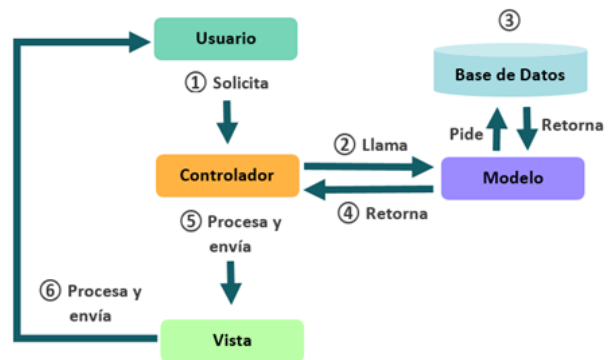 Usuario
① Solicita
③
Base de Datos
Pide
Retorna
② Llama
Controlador
Modelo
④ Retorna
⑤ Procesa y
envía
⑥ Procesa y
envía
Vista